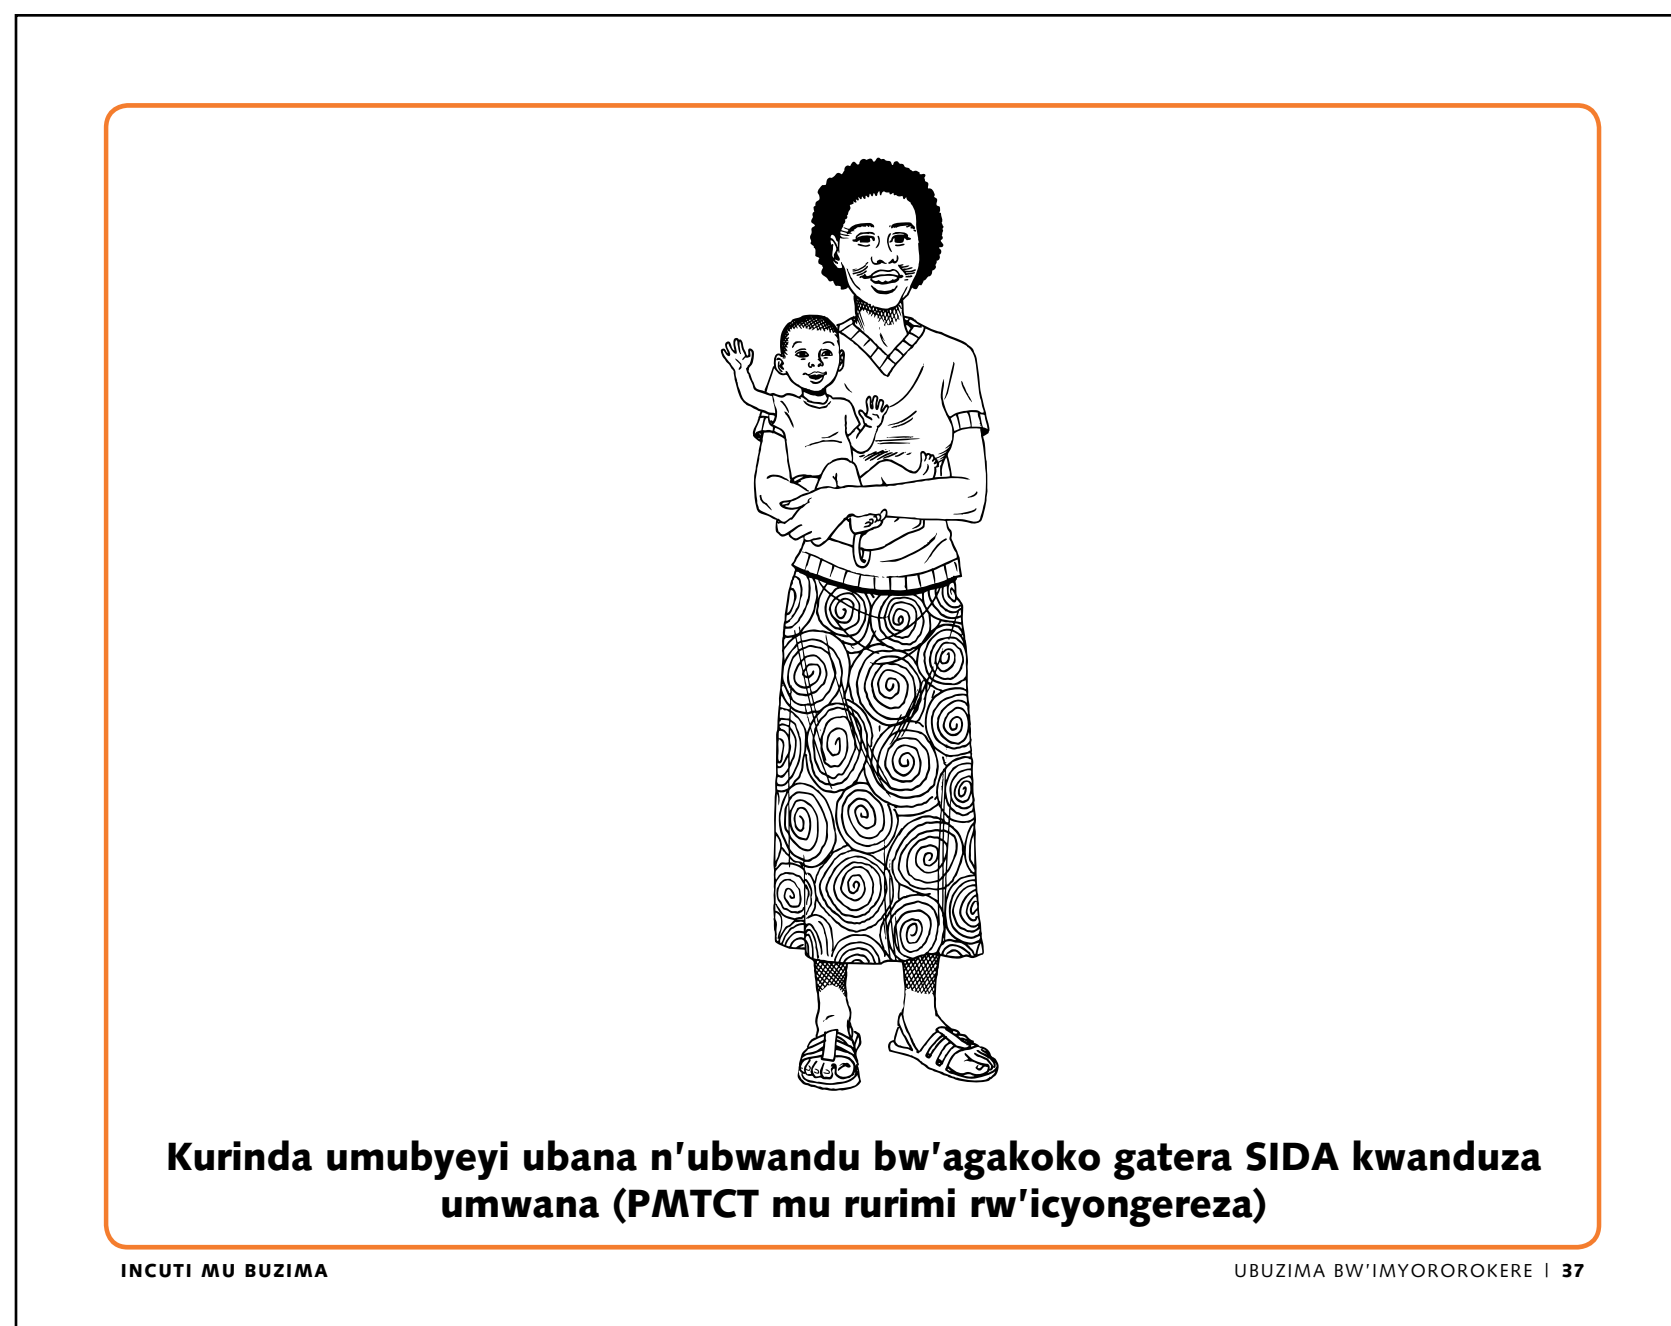 Kurinda umubyeyi ubana n'ubwandu bw'agakoko gatera SIDA kwanduza
umwana (PMTCT mu rurimi rw'icyongereza)
INCUTI MU BUZIMA
UBUZIMA BW'IMYOROROKERE | 37